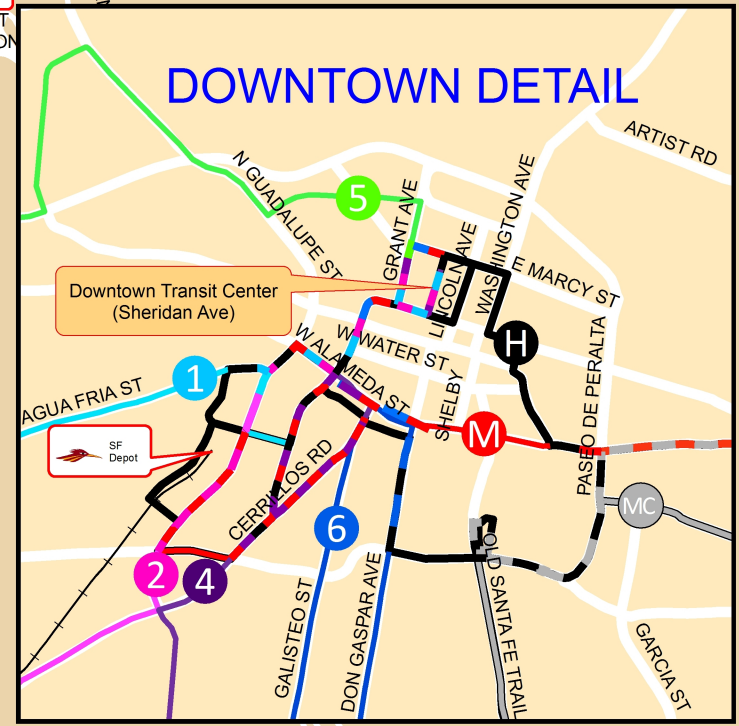 T
ON
DOWNTOWN DETAIL
ARTIST RD
N GUADALUPE ST
5
GRANT AVE
WASHINGTON AVE
LINCOLN AVE
E MARCY ST
Downtown Transit Center
(Sheridan Ave)
W WATER ST
H
W ALAMEDA ST
1
AGUA FRIA ST
SHELBY
PASEO DE PERALTA
M
SF
Depot
CERRILLOS RD
MC
6
2
4
GALISTEO ST
DON GASPAR AVE
OLD SANTA FE TRAIL
GARCIA ST